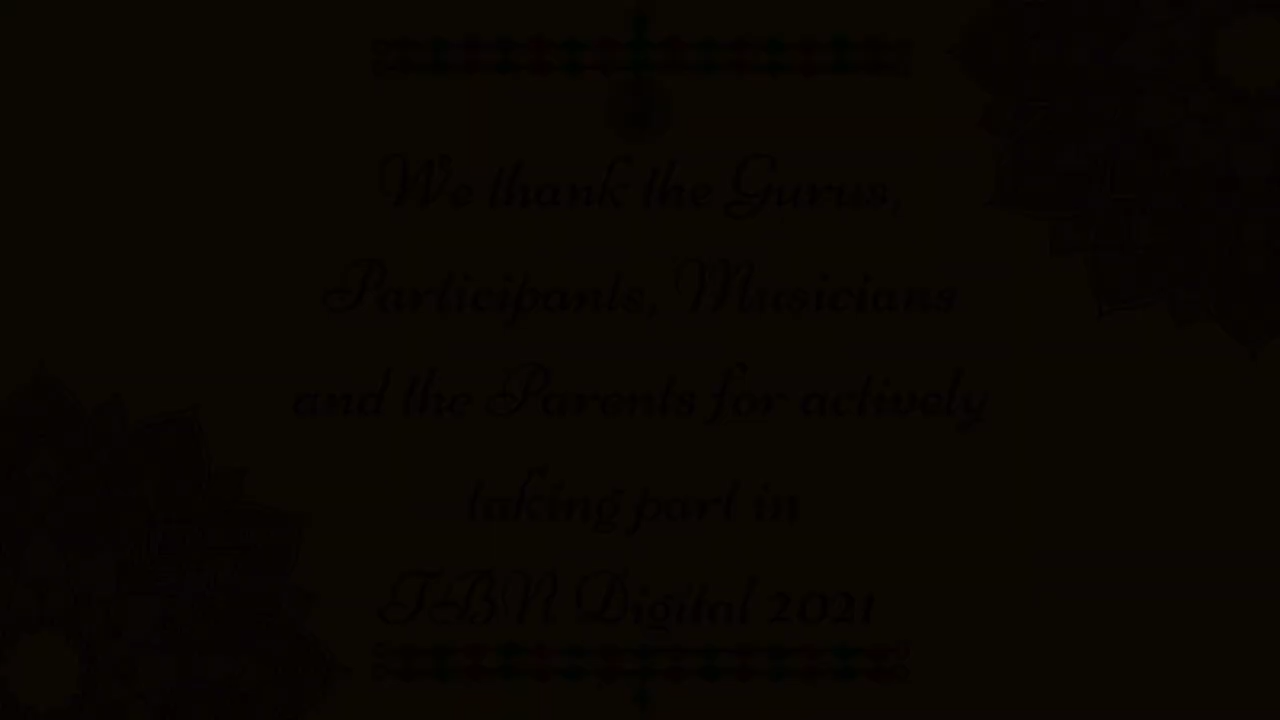 We thank the Gurus,
Participants, Musicians
and the Parents for actively
taking part in
TBN Digital 2021